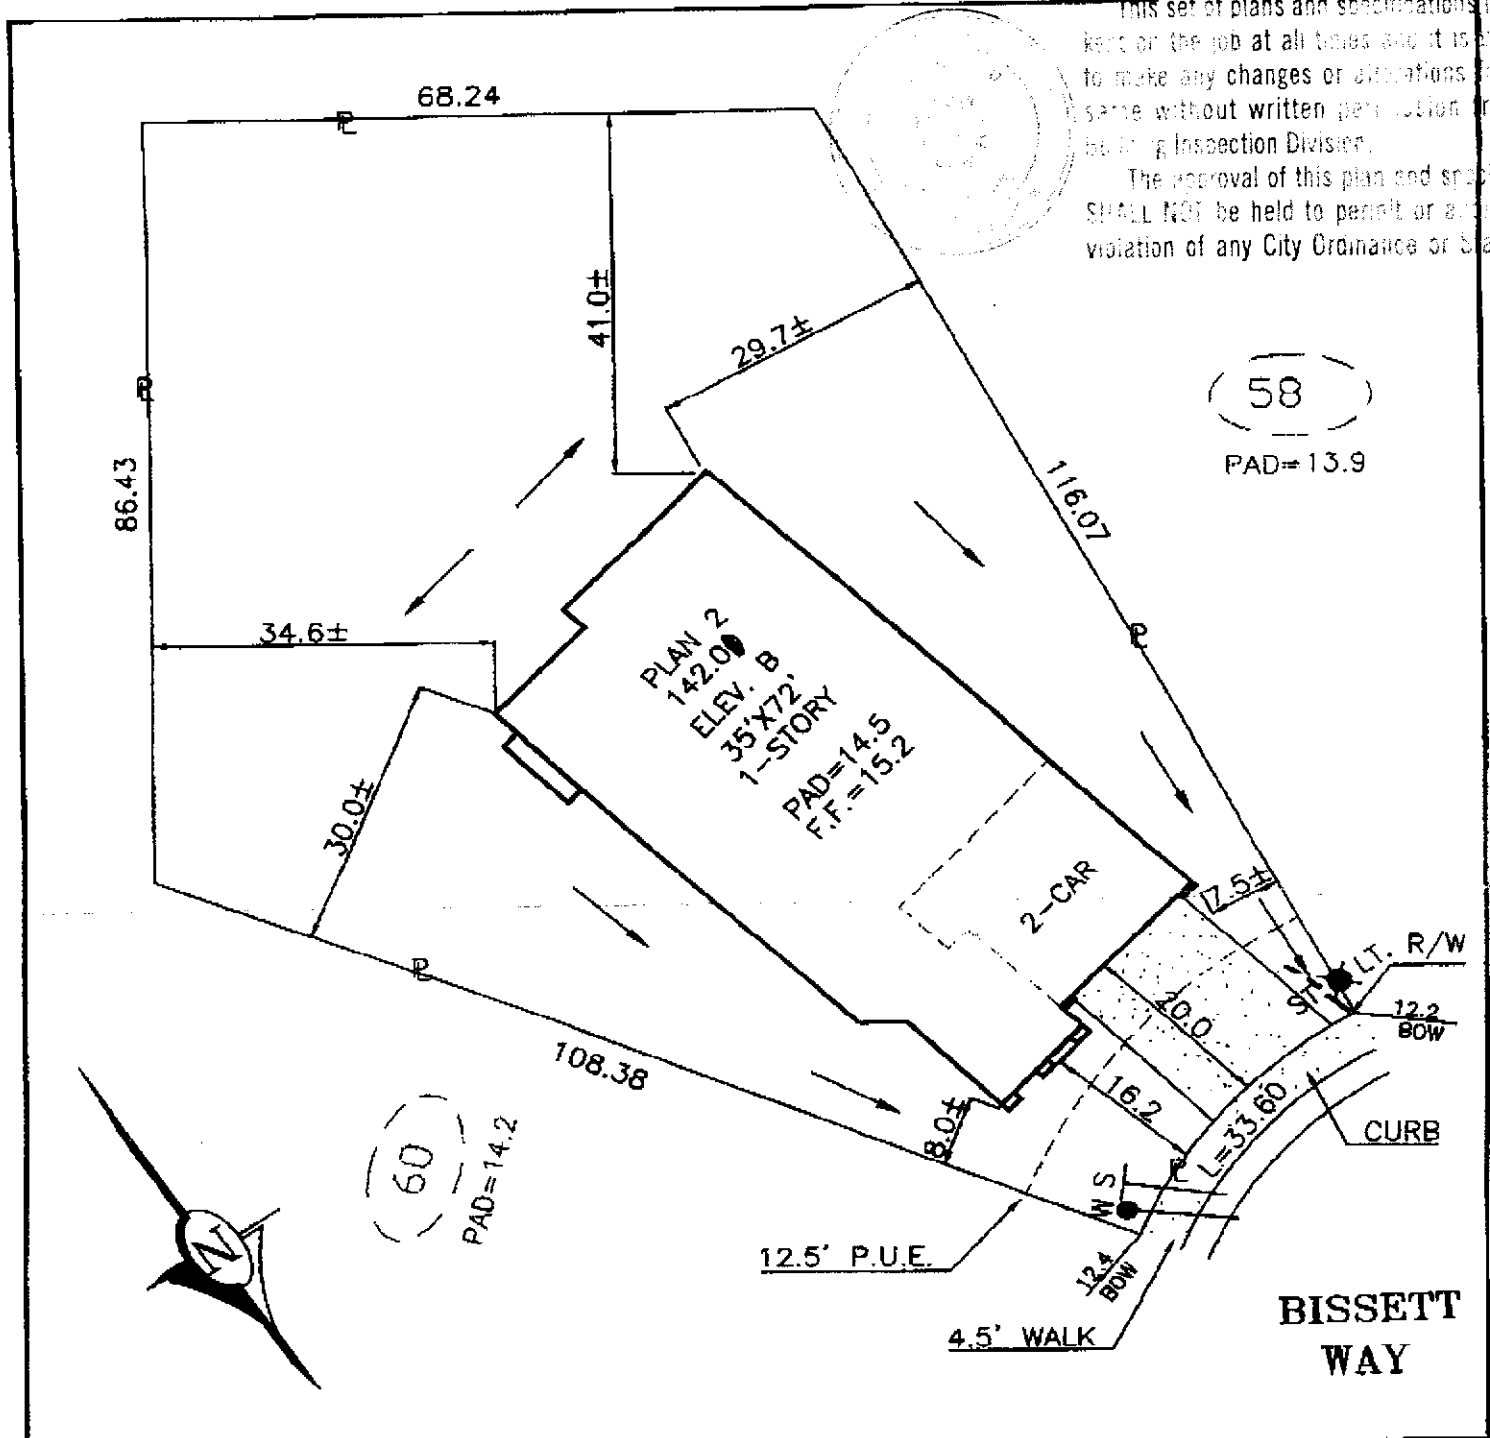 This set of plans and specifications
kept on the job at all times and it is
to make any changes or alterations
same without written permission
Inspection Division.
The approval of this plan and
SHALL NOT be held to permit or
violation of any City Ordinance or
68.24
41.0±
29.7±
58
PAD=13.9
86.43
116.07
34.6±
PLAN 2
142.0
ELEV. B
35'X72'
1-STORY
PAD=14.5
F.F.=15.2
30.0±
2-CAR
7.5±
ST. LT.
R/W
12.2
BOW
20.0
16.2
L=33.60
CURB
108.38
8.0±
60
PAD=14.2
W S
12.5' P.U.E.
12.4
BOW
4.5' WALK
N
BISSETT
WAY